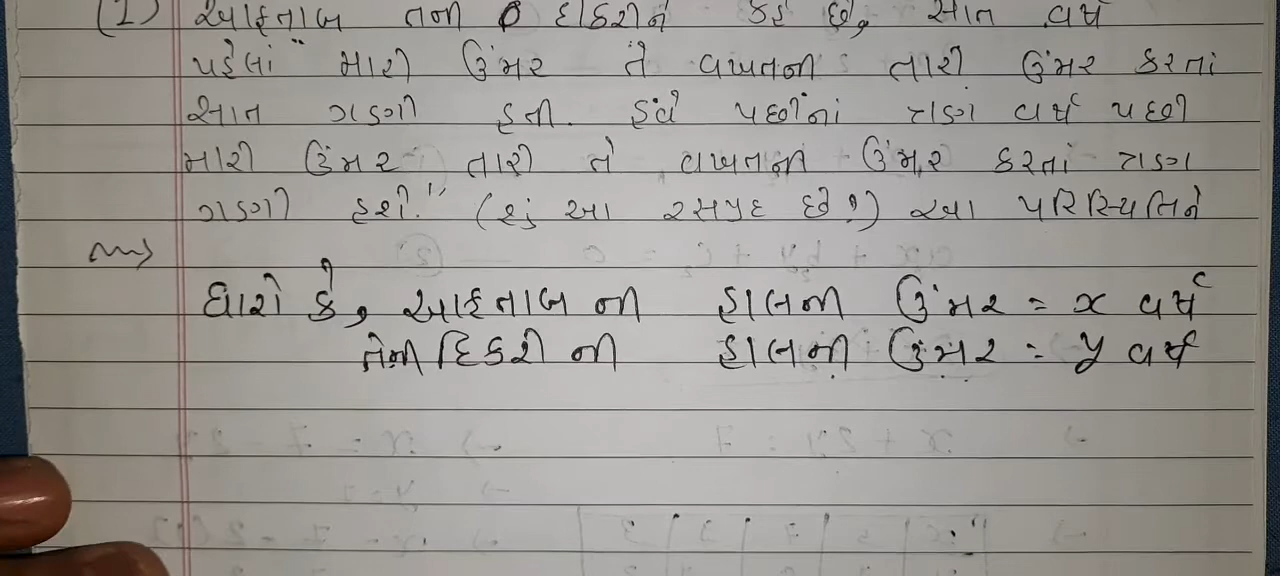 (1) આફતાબ તેની દીકરીને કહે છે, સાત વર્ષ
પહેલાં મારી ઉંમર તે વખતની તારી ઉંમર કરતાં
સાત ગણી હતી. હવે પછીનાં ત્રણ વર્ષ પછી
મારી ઉંમર તારી તે વખતની ઉંમર કરતાં ત્રણ
ગણી હશે." (શું આ રસપ્રદ છે?) આ પરિસ્થિતિને
ધારો કે, આફતાબ ની હાલની ઉંમર = x વર્ષ
તેની દિકરી ની હાલની ઉંમર = y વર્ષ